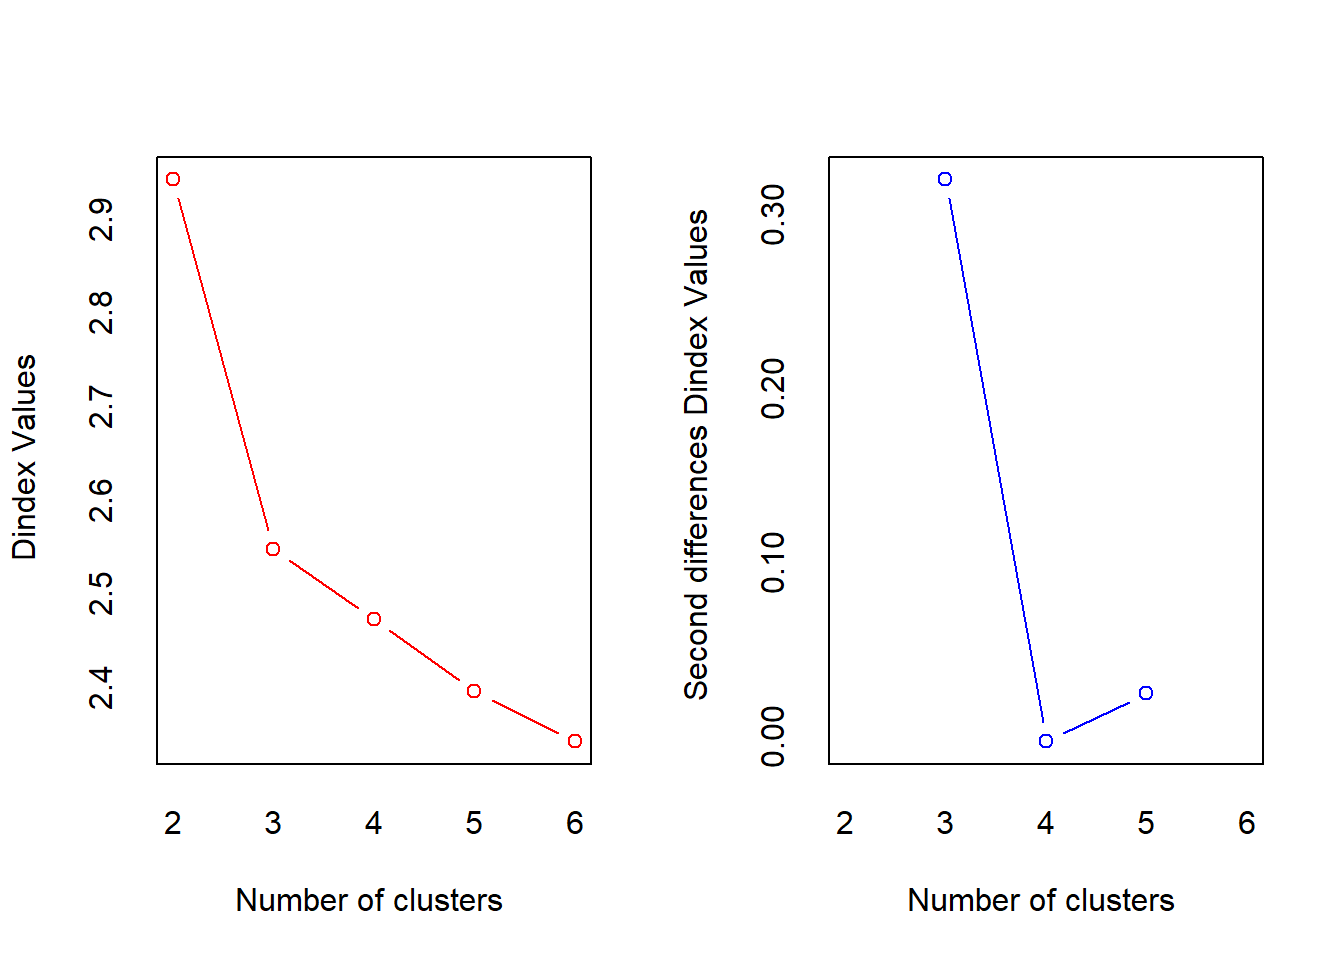 Dindex Values
2.9
2.8
2.7
2.6
2.5
2.4
2 3 4 5 6
Number of clusters
Second differences Dindex Values
0.30
0.20
0.10
0.00
2 3 4 5 6
Number of clusters